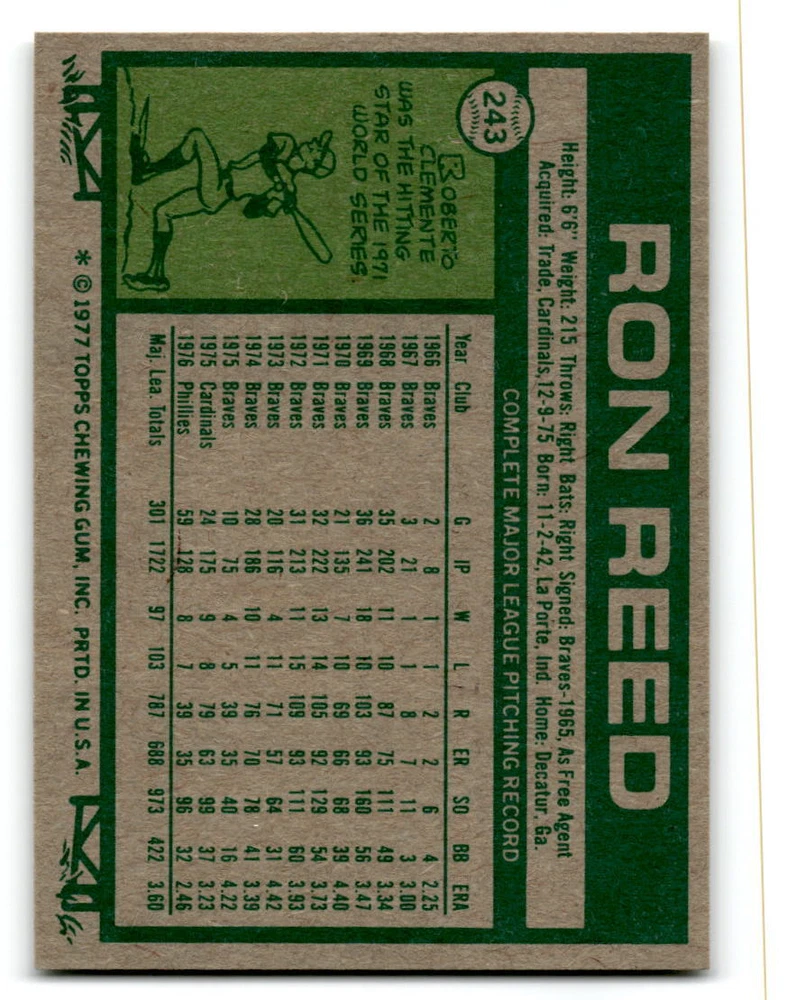 243
RON REED
Height: 6'6" Weight: 215 Throws: Right Bats: Right Signed: Braves-1965, As Free Agent
Acquired: Trade, Cardinals, 12-9-75 Born: 11-2-42, La Porte, Ind. Home: Decatur, Ga.
ROBERTO
CLEMENTE
WAS THE HITTING
STAR OF THE 1971
WORLD SERIES
COMPLETE MAJOR LEAGUE PITCHING RECORD
Year Club G IP W L R ER SO BB ERA
1966 Braves 2 8 1 1 2 2 6 4 2.25
1967 Braves 3 21 1 1 8 7 11 3 3.00
1968 Braves 35 202 11 10 87 75 111 49 3.34
1969 Braves 36 241 18 10 103 93 160 56 3.47
1970 Braves 21 135 7 10 69 66 68 39 4.40
1971 Braves 32 222 13 14 105 92 129 54 3.73
1972 Braves 31 213 11 15 109 93 111 60 3.93
1973 Braves 20 116 4 11 71 57 64 31 4.42
1974 Braves 28 186 10 11 76 70 78 41 3.39
1975 Braves 10 75 4 5 39 35 40 16 4.22
1975 Cardinals 24 175 9 8 79 63 99 37 3.23
1976 Phillies 59 128 8 7 39 35 96 32 2.46
Maj. Lea. Totals 301 1722 97 103 787 688 973 422 3.60
* © 1977 TOPPS CHEWING GUM, INC. PRTD. IN U.S.A.